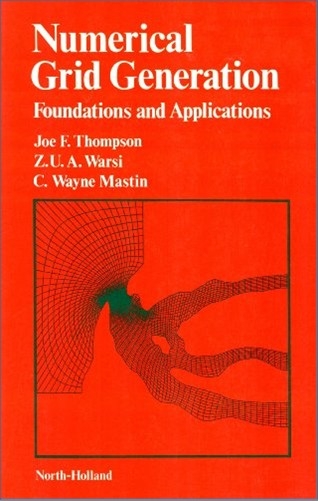 Numerical
Grid Generation
Foundations and Applications
Joe F. Thompson
Z.U.A. Warsi
C. Wayne Mastin
North-Holland